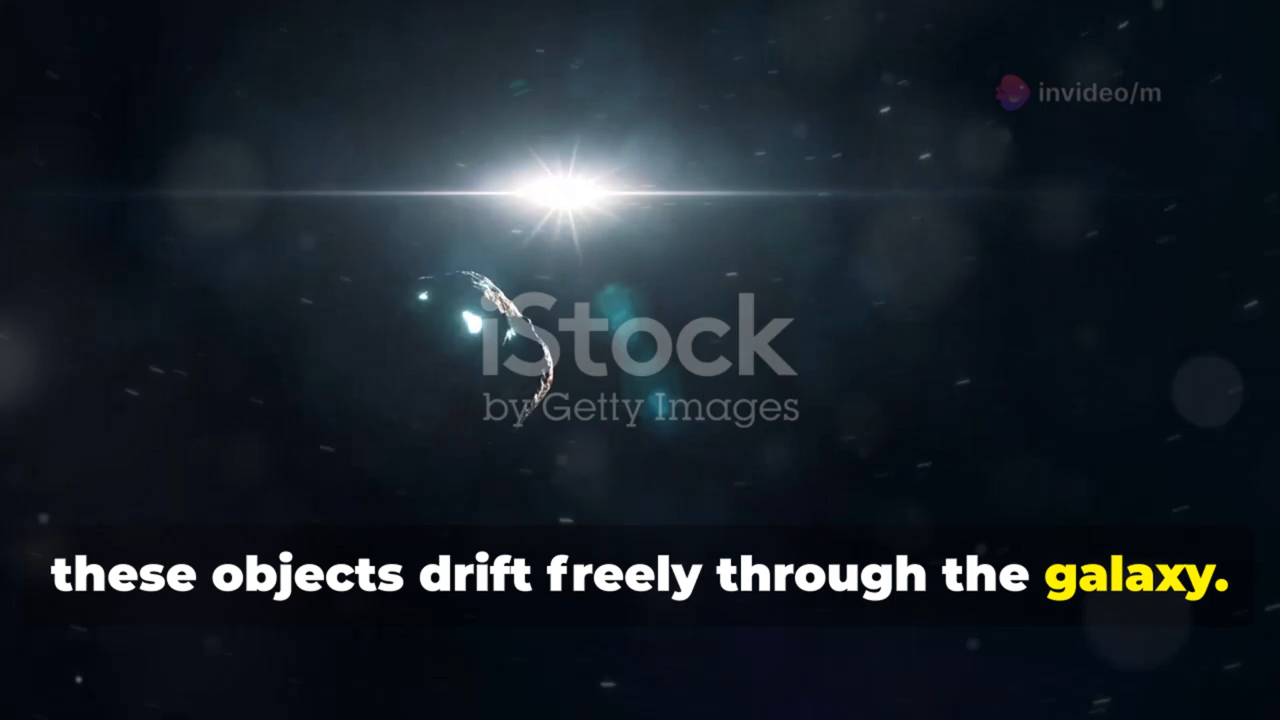 invideo/m
iStock
by Getty Images
these objects drift freely through the galaxy.